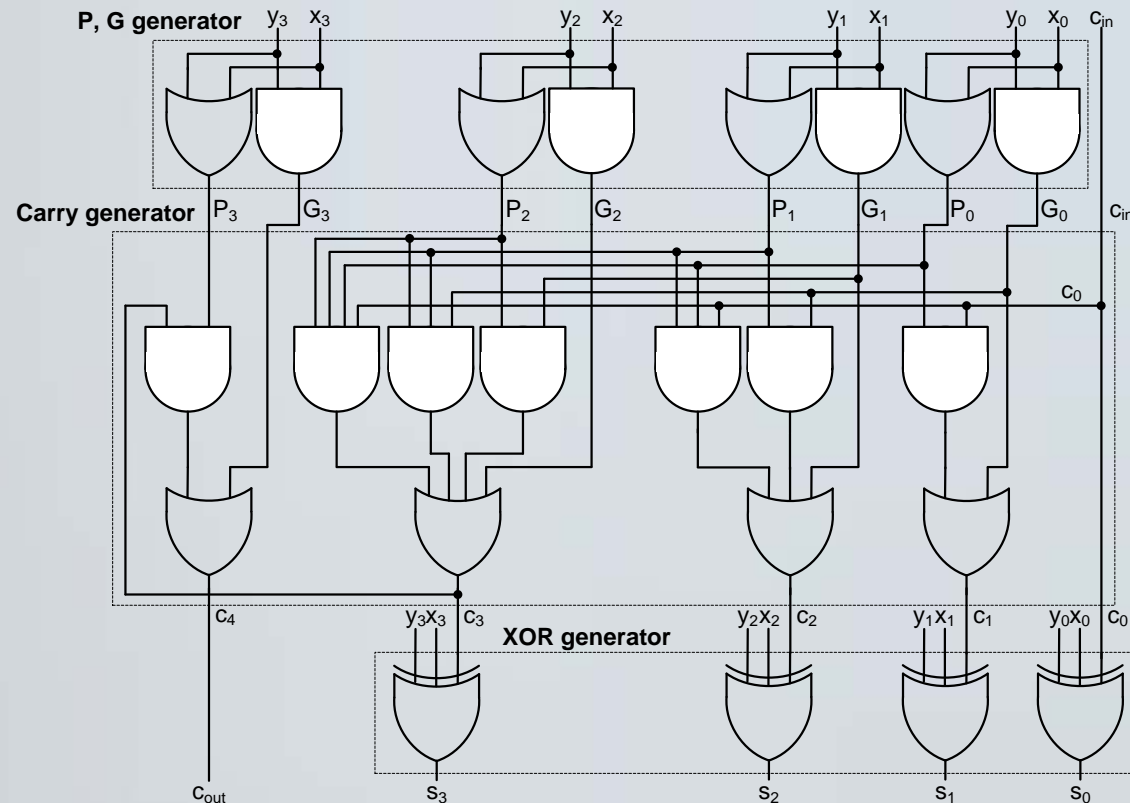 P, G generator y₃ x₃ y₂ x₂ y₁ x₁ y₀ x₀ cᵢₙ
Carry generator P₃ G₃ P₂ G₂ P₁ G₁ P₀ G₀ cᵢₙ
c₀
c₄ y₃x₃ c₃ y₂x₂ c₂ y₁x₁ c₁ y₀x₀ c₀
XOR generator
cₒᵤₜ s₃ s₂ s₁ s₀